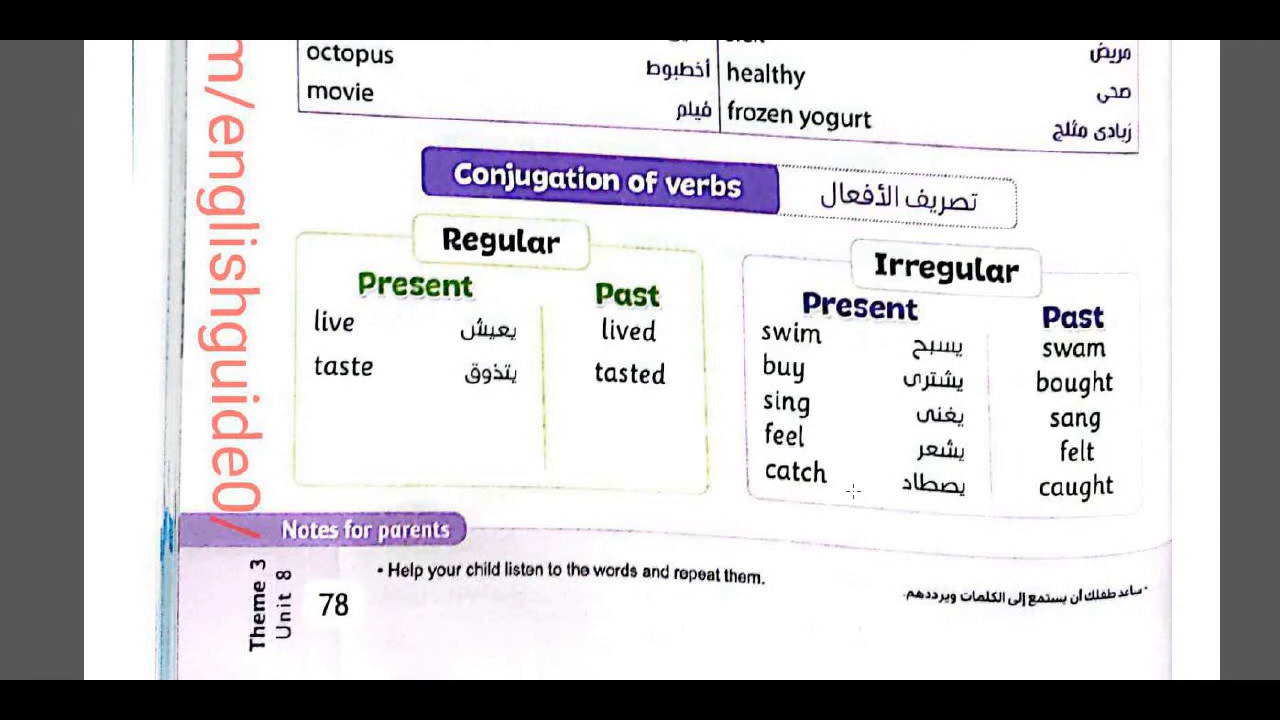 m/englishguide0/
octopus أخطبوط
مريض
movie فيلم
healthy صحى
frozen yogurt زبادى مثلج
Conjugation of verbs تصريف الأفعال
Regular
Present Past
live يعيش lived
taste يتذوق tasted
Irregular
Present Past
swim يسبح swam
buy يشترى bought
sing يغنى sang
feel يشعر felt
catch يصطاد caught
Notes for parents
• Help your child listen to the words and repeat them.
• ساعد طفلك أن يستمع إلى الكلمات ويرددهم.
Theme 3
Unit 8
78